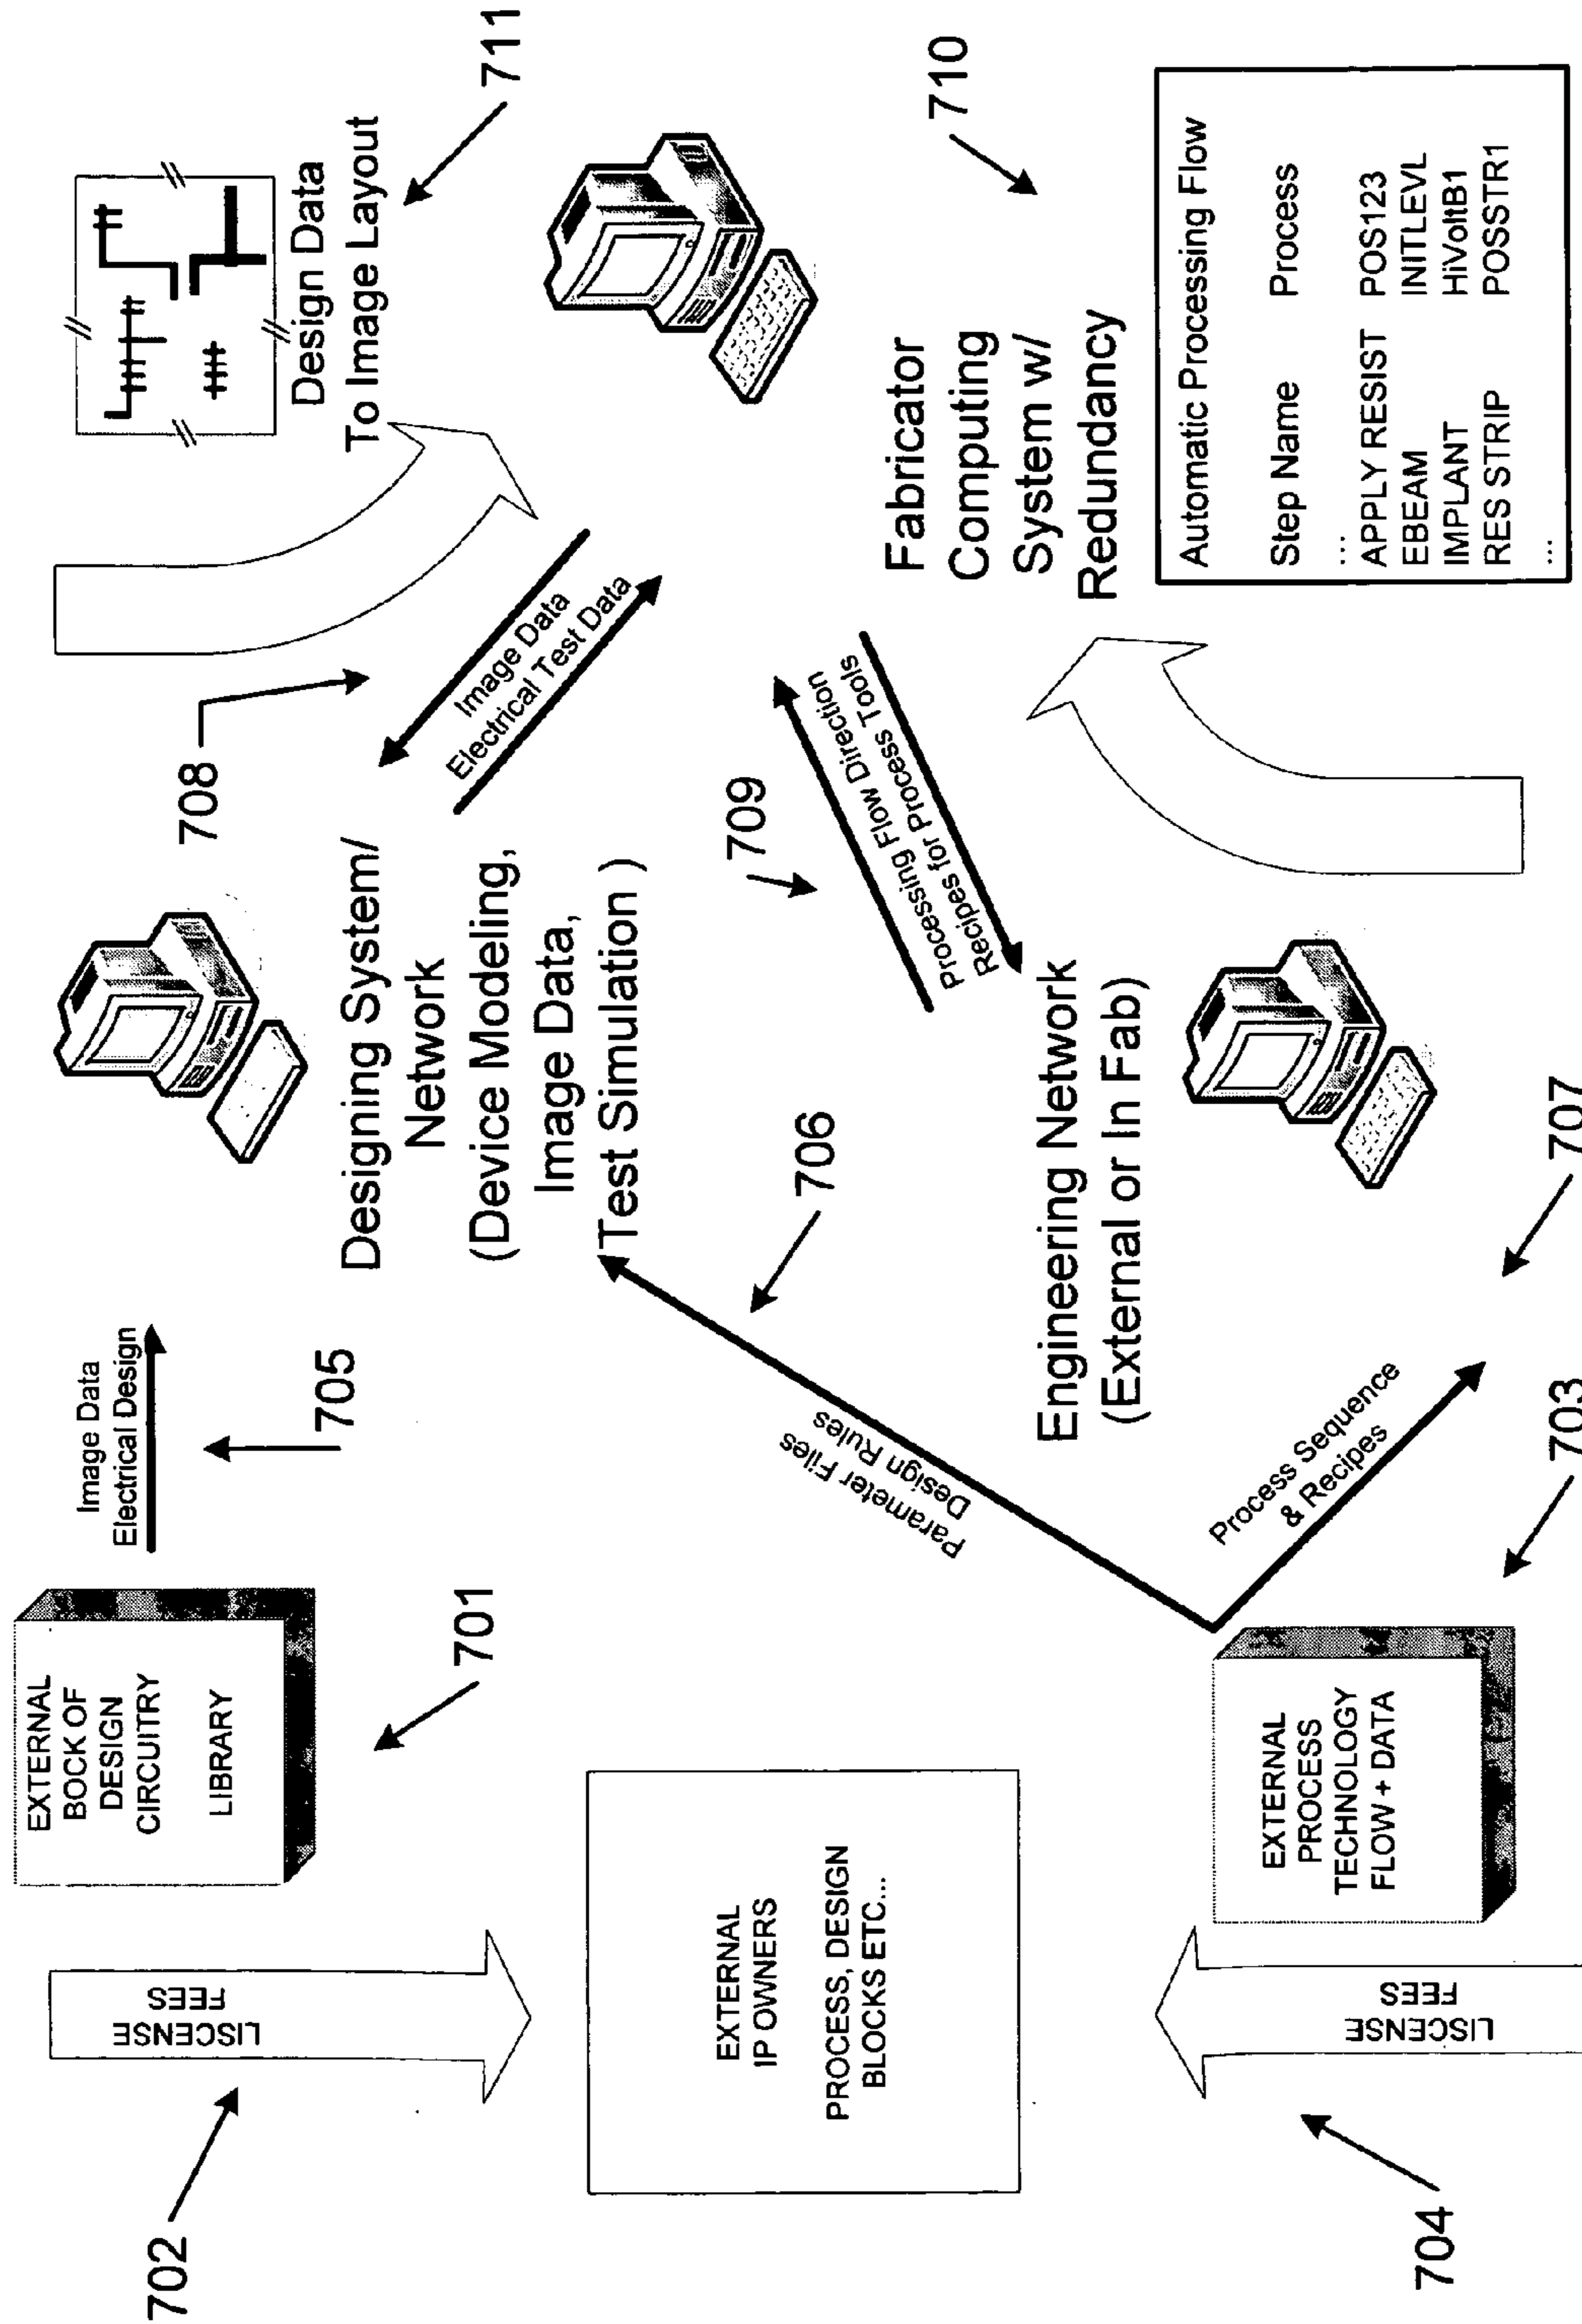 EXTERNAL
BOCK OF
DESIGN
CIRCUITRY
LIBRARY
701
LISCENSE
FEES
702
EXTERNAL
IP OWNERS
PROCESS, DESIGN
BLOCKS ETC...
EXTERNAL
PROCESS
TECHNOLOGY
FLOW + DATA
703
LISCENSE
FEES
704
Image Data
Electrical Design
705
Parameter Files
Design Rules
706
Process Sequence
& Recipes
707
Designing System/
Network
(Device Modeling,
Image Data,
Test Simulation )
Image Data
Electrical Test Data
708
Engineering Network
(External or In Fab)
Processing Flow Direction
Recipes for Process Tools
709
Design Data
To Image Layout
711
Fabricator
Computing
System w/
Redundancy
710
Automatic Processing Flow
Step Name Process
...
APPLY RESIST POS123
EBEAM INITLEVL
IMPLANT HiVoltB1
RES STRIP POSSTR1
...